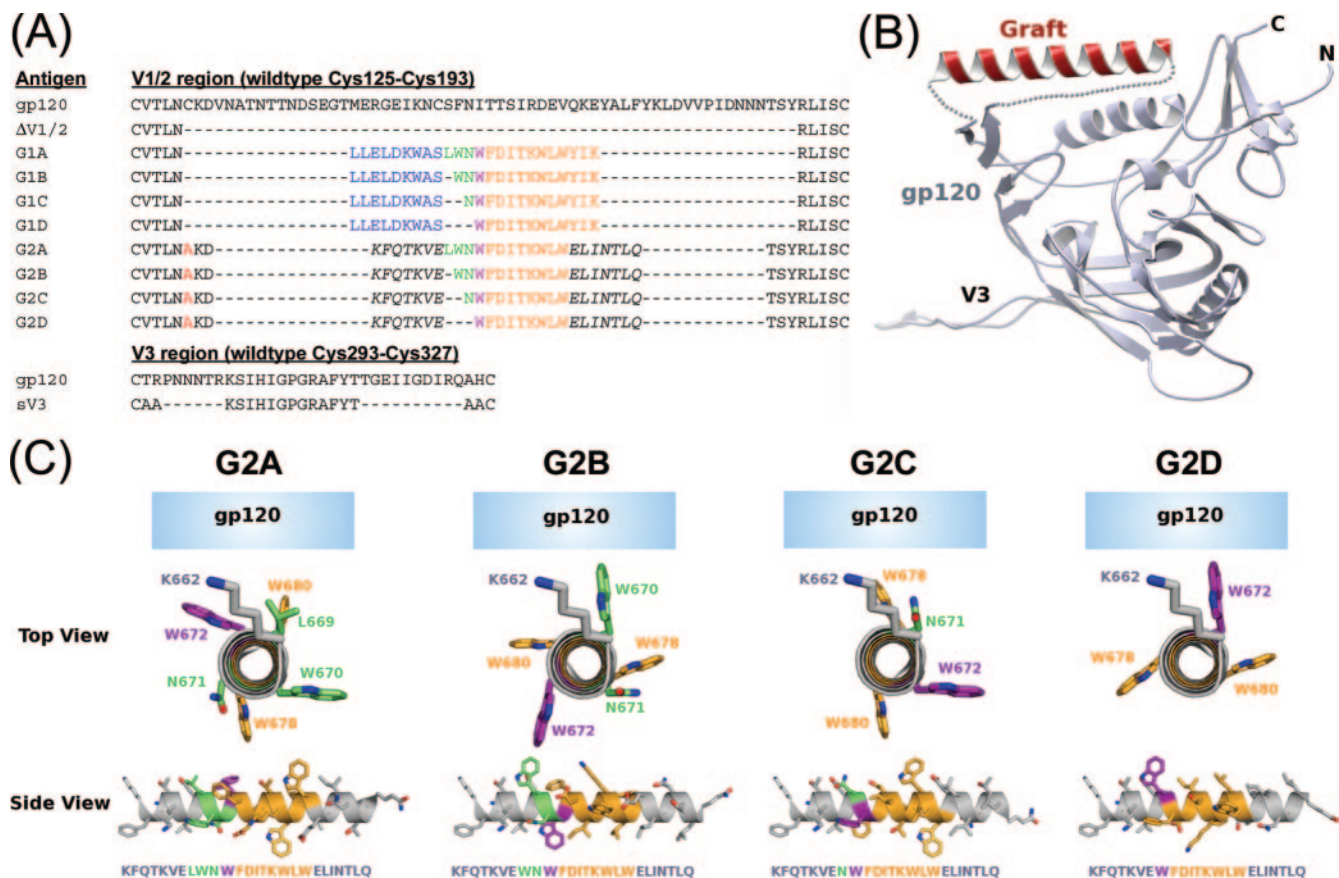 (A)
Antigen V1/2 region (wildtype Cys125-Cys193)
gp120 CVTLNCKDVNATNTTNDSEGTMERGEIKNCSFNITTSIRDEVQKEYALFYKLDVVPIDNNNTSYRLISC
ΔV1/2 CVTLN-----------------------------------------------------------RLISC
G1A CVTLN----------------LLELDKWASLWNWFDITKWLWYIK-------------------RLISC
G1B CVTLN----------------LLELDKWAS-WNWFDITKWLWYIK-------------------RLISC
G1C CVTLN----------------LLELDKWAS--NWFDITKWLWYIK-------------------RLISC
G1D CVTLN----------------LLELDKWAS---WFDITKWLWYIK-------------------RLISC
G2A CVTLNAKD---------------KFQTKVELWNWFDITKWLWELINTLQ------------TSYRLISC
G2B CVTLNAKD---------------KFQTKVE-WNWFDITKWLWELINTLQ------------TSYRLISC
G2C CVTLNAKD---------------KFQTKVE--NWFDITKWLWELINTLQ------------TSYRLISC
G2D CVTLNAKD---------------KFQTKVE---WFDITKWLWELINTLQ------------TSYRLISC
V3 region (wildtype Cys293-Cys327)
gp120 CTRPNNNTRKSIHIGPGRAFYTTGEIIGDIRQAHC
sV3 CAA------KSIHIGPGRAFYT----------AAC
(B)
Graft
C
N
gp120
V3
(C)
G2A G2B G2C G2D
gp120 gp120 gp120 gp120
Top View
K662 W680 L669 W672 W670 N671 W678
W670 W680 W678 N671 W672
K662 W678 N671 W672 W680
K662 W672 W678 W680
Side View
KFQTKVELWNWFDITKWLWELINTLQ
KFQTKVEWNWFDITKWLWELINTLQ
KFQTKVENWFDITKWLWELINTLQ
KFQTKVEWFDITKWLWELINTLQ